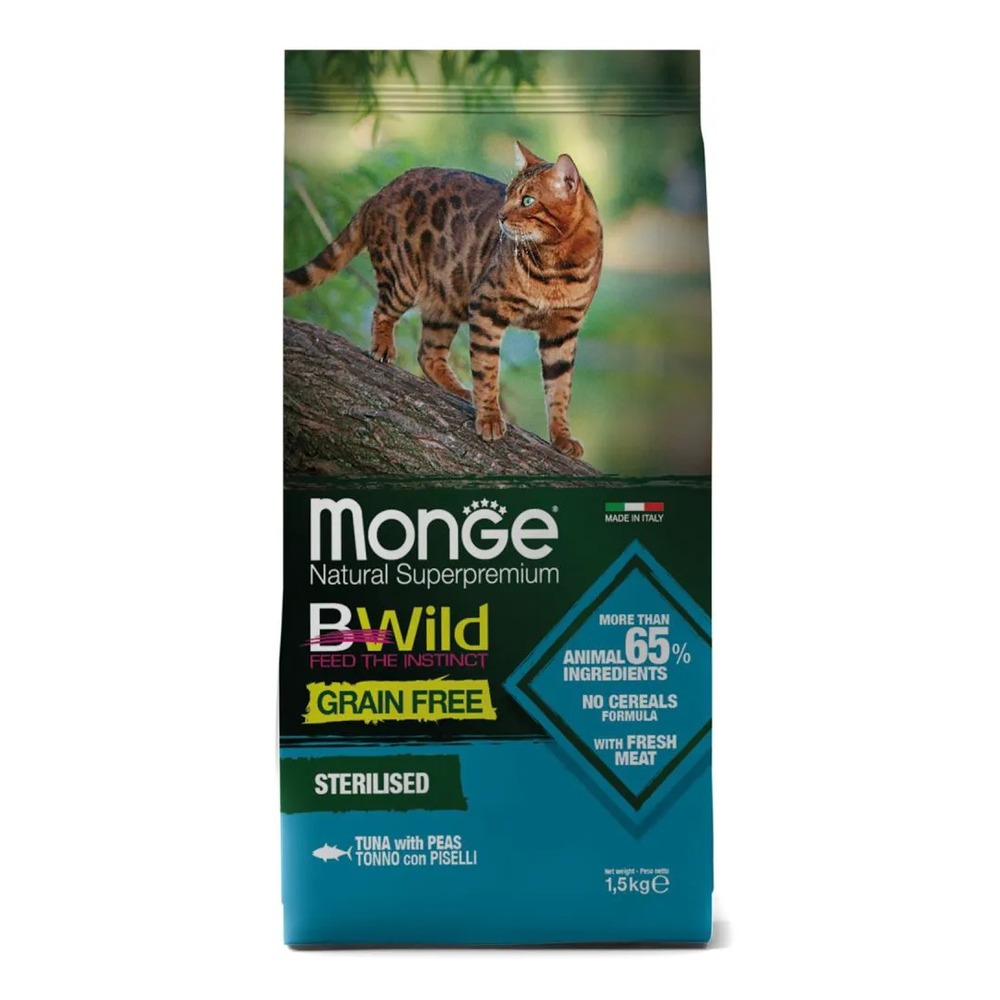 Monge®
Natural Superpremium
BWild
FEED THE INSTINCT
GRAIN FREE
STERILISED
TUNA with PEAS
TONNO con PISELLI
MADE IN ITALY
MORE THAN
65%
ANIMAL
INGREDIENTS
NO CEREALS
FORMULA
WITH FRESH
MEAT
Net weight - Peso netto
1,5kg℮